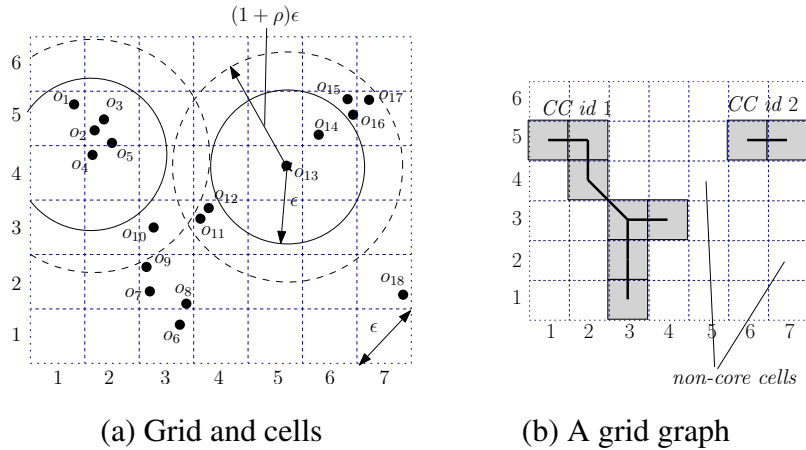 (1 + ρ)ϵ
6
5
4
3
2
1
1 2 3 4 5 6 7
o1
o3
o2
o5
o4
o15
o17
o16
o14
o13
ϵ
o12
o11
o10
o9
o7
o8
o6
o18
ϵ
(a) Grid and cells
6
5
4
3
2
1
CC id 1
CC id 2
1 2 3 4 5 6 7
non-core cells
(b) A grid graph